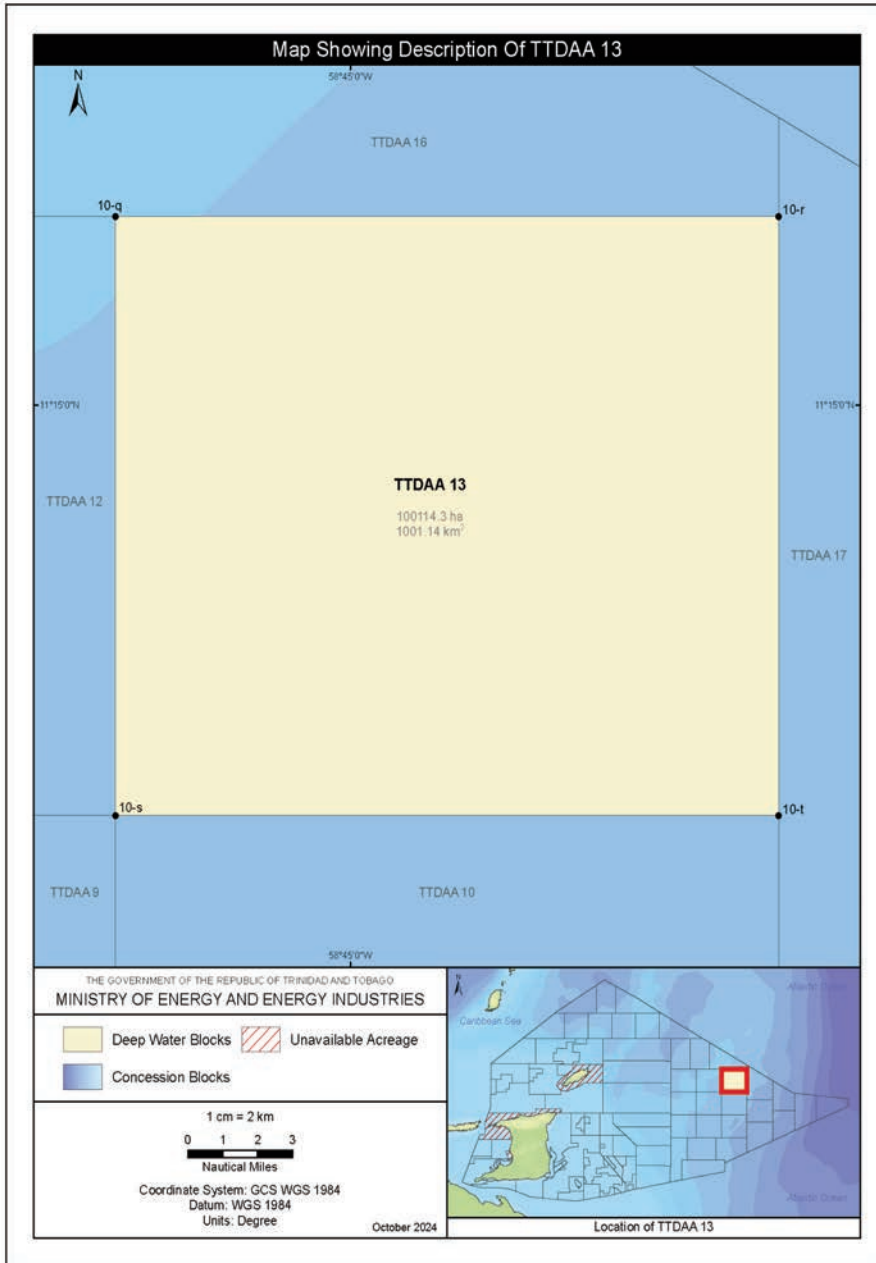 Map Showing Description Of TTDAA 13
N
58°45'0"W
TTDAA 16
10-q
10-r
11°15'0"N
11°15'0"N
TTDAA 13
100114.3 ha
1001.14 km²
TTDAA 12
TTDAA 17
10-s
10-t
TTDAA 9
TTDAA 10
58°45'0"W
THE GOVERNMENT OF THE REPUBLIC OF TRINIDAD AND TOBAGO
MINISTRY OF ENERGY AND ENERGY INDUSTRIES
Deep Water Blocks
Unavailable Acreage
Concession Blocks
1 cm = 2 km
0 1 2 3
Nautical Miles
Coordinate System: GCS WGS 1984
Datum: WGS 1984
Units: Degree
October 2024
N
Caribbean Sea
Atlantic Ocean
Atlantic Ocean
Location of TTDAA 13